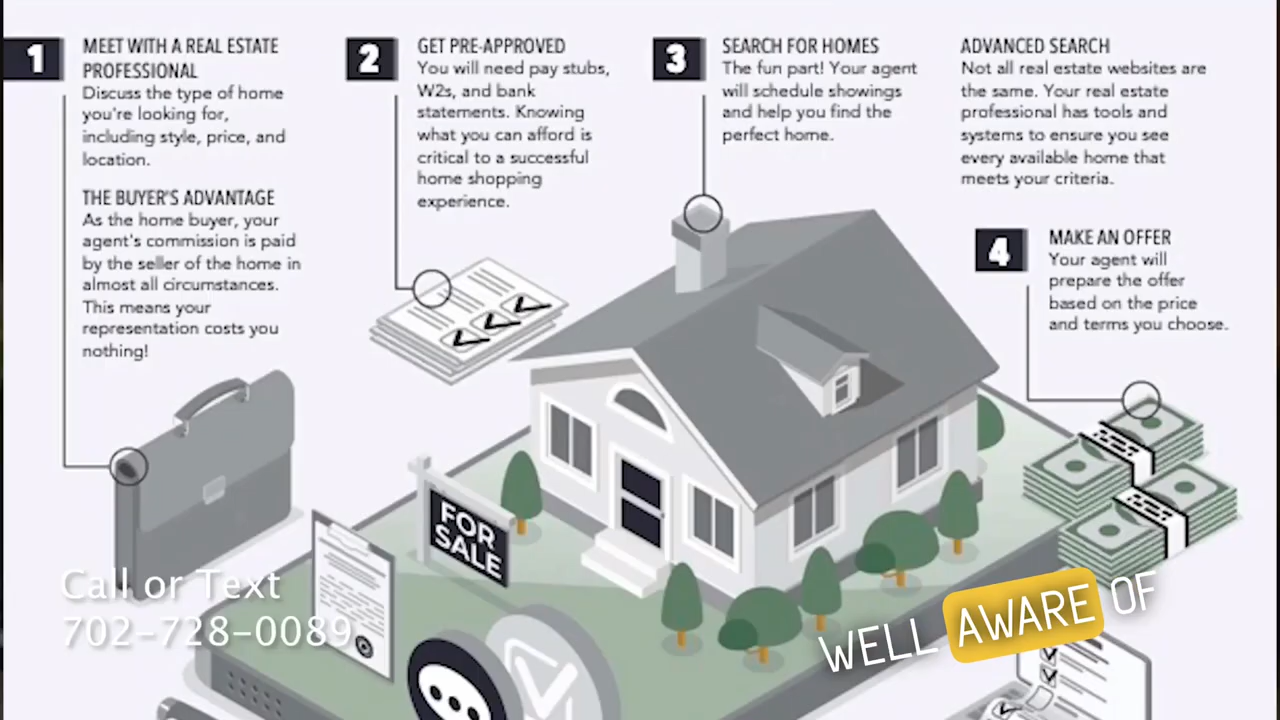 1
MEET WITH A REAL ESTATE
PROFESSIONAL
Discuss the type of home
you're looking for,
including style, price, and
location.
THE BUYER'S ADVANTAGE
As the home buyer, your
agent's commission is paid
by the seller of the home in
almost all circumstances.
This means your
representation costs you
nothing!
2
GET PRE-APPROVED
You will need pay stubs,
W2s, and bank
statements. Knowing
what you can afford is
critical to a successful
home shopping
experience.
3
SEARCH FOR HOMES
The fun part! Your agent
will schedule showings
and help you find the
perfect home.
ADVANCED SEARCH
Not all real estate websites are
the same. Your real estate
professional has tools and
systems to ensure you see
every available home that
meets your criteria.
4
MAKE AN OFFER
Your agent will
prepare the offer
based on the price
and terms you choose.
FOR
SALE
Call or Text
702-728-0089
WELL AWARE OF